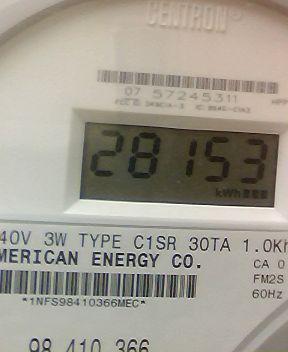 CENTRON®
07 57245311
28153
kWh
40V 3W TYPE C1SR 30TA 1.0Kh
MERICAN ENERGY CO.
CA 0
FM2S
60Hz
*1NFS98410366MEC*
98 410 366